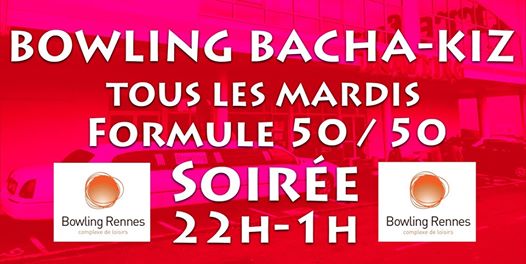 BOWLING BACHA-KIZ
TOUS LES MARDIS
FORMULE 50 / 50
SOIRÉE
22H-1H
Bowling Rennes
complexe de loisirs
Bowling Rennes
complexe de loisirs